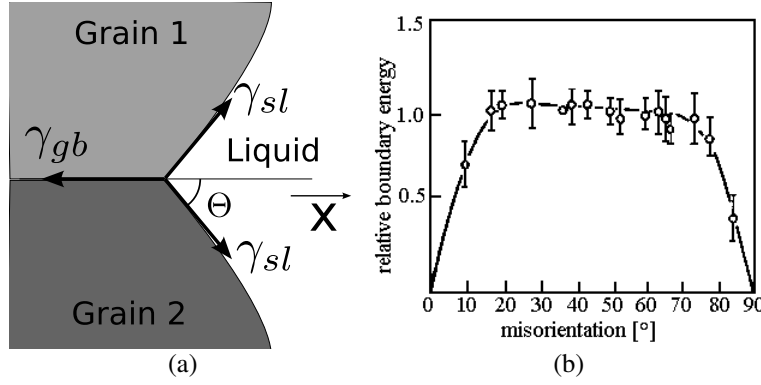 Grain 1
γsl
γgb
Liquid
Θ
X
γsl
Grain 2
(a)
relative boundary energy
1.5
1.0
0.5
0 10 20 30 40 50 60 70 80 90
misorientation [°]
(b)